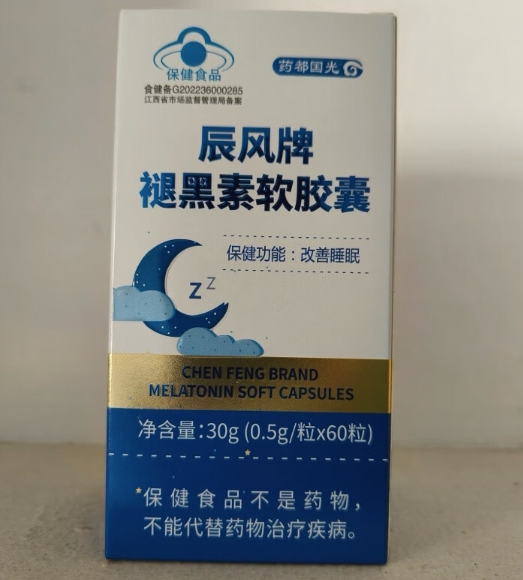 保健食品
药都国光
食健备G202236000285
江西省市场监督管理局备案
辰风牌
褪黑素软胶囊
保健功能：改善睡眠
z z
CHEN FENG BRAND
MELATONIN SOFT CAPSULES
净含量：30g (0.5g/粒x60粒)
*保健食品不是药物，
不能代替药物治疗疾病。